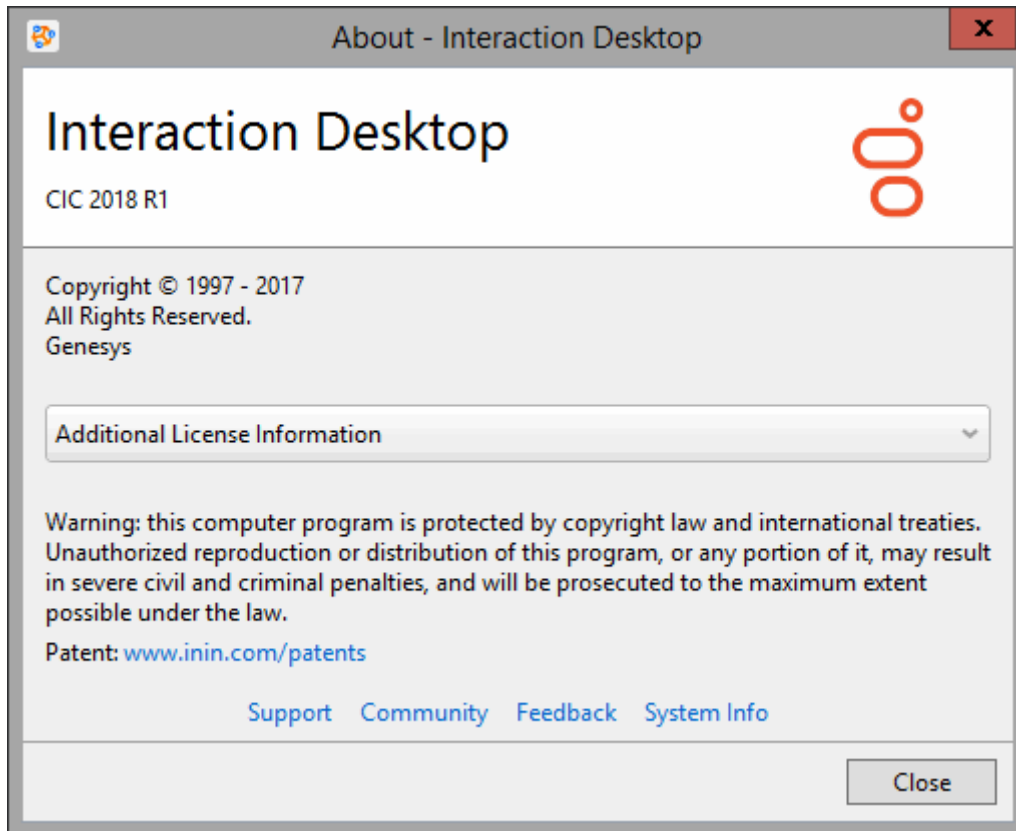 About - Interaction Desktop
x
Interaction Desktop
CIC 2018 R1
Copyright © 1997 - 2017
All Rights Reserved.
Genesys
Additional License Information
Warning: this computer program is protected by copyright law and international treaties.
Unauthorized reproduction or distribution of this program, or any portion of it, may result
in severe civil and criminal penalties, and will be prosecuted to the maximum extent
possible under the law.
Patent: www.inin.com/patents
Support Community Feedback System Info
Close